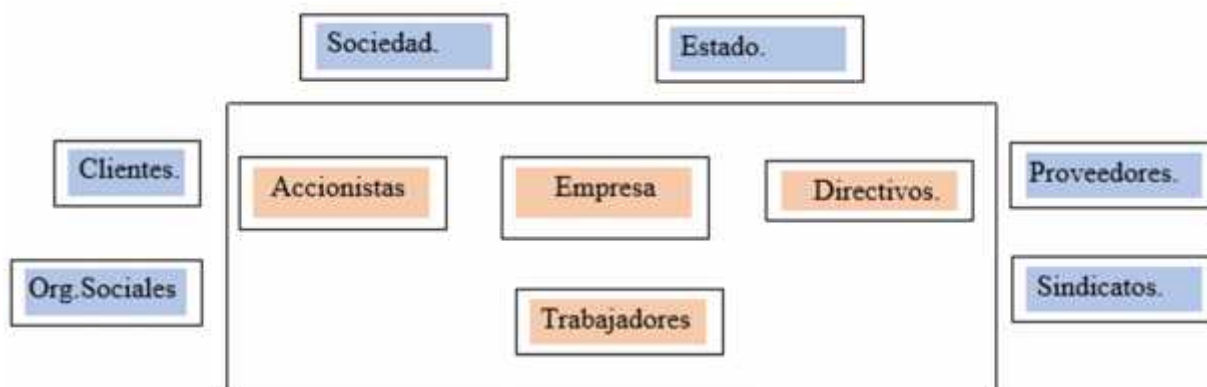 Sociedad.
Estado.
Clientes.
Accionistas
Empresa
Directivos.
Proveedores.
Org.Sociales
Trabajadores
Sindicatos.